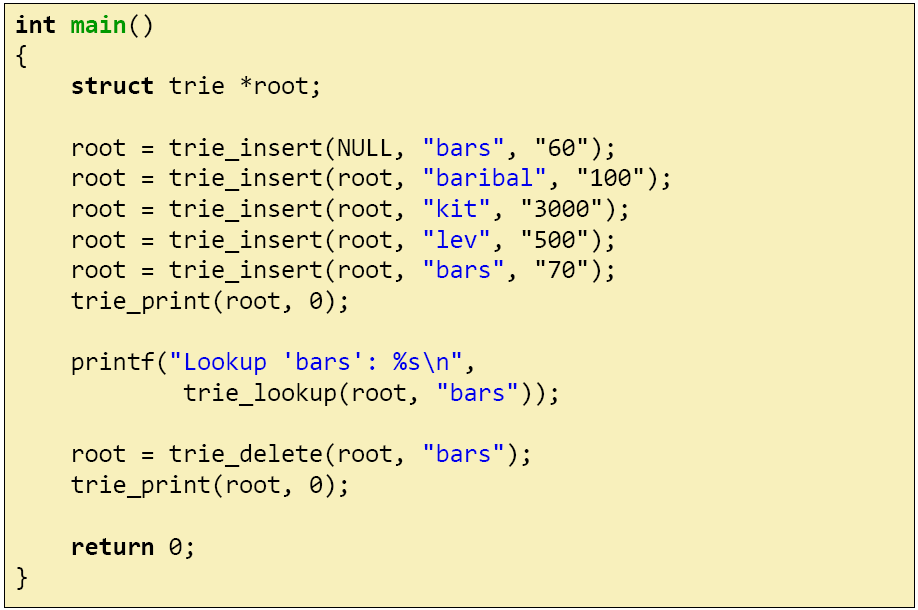 int main()
{
    struct trie *root;

    root = trie_insert(NULL, "bars", "60");
    root = trie_insert(root, "baribal", "100");
    root = trie_insert(root, "kit", "3000");
    root = trie_insert(root, "lev", "500");
    root = trie_insert(root, "bars", "70");
    trie_print(root, 0);

    printf("Lookup 'bars': %s\n",
            trie_lookup(root, "bars"));

    root = trie_delete(root, "bars");
    trie_print(root, 0);

    return 0;
}